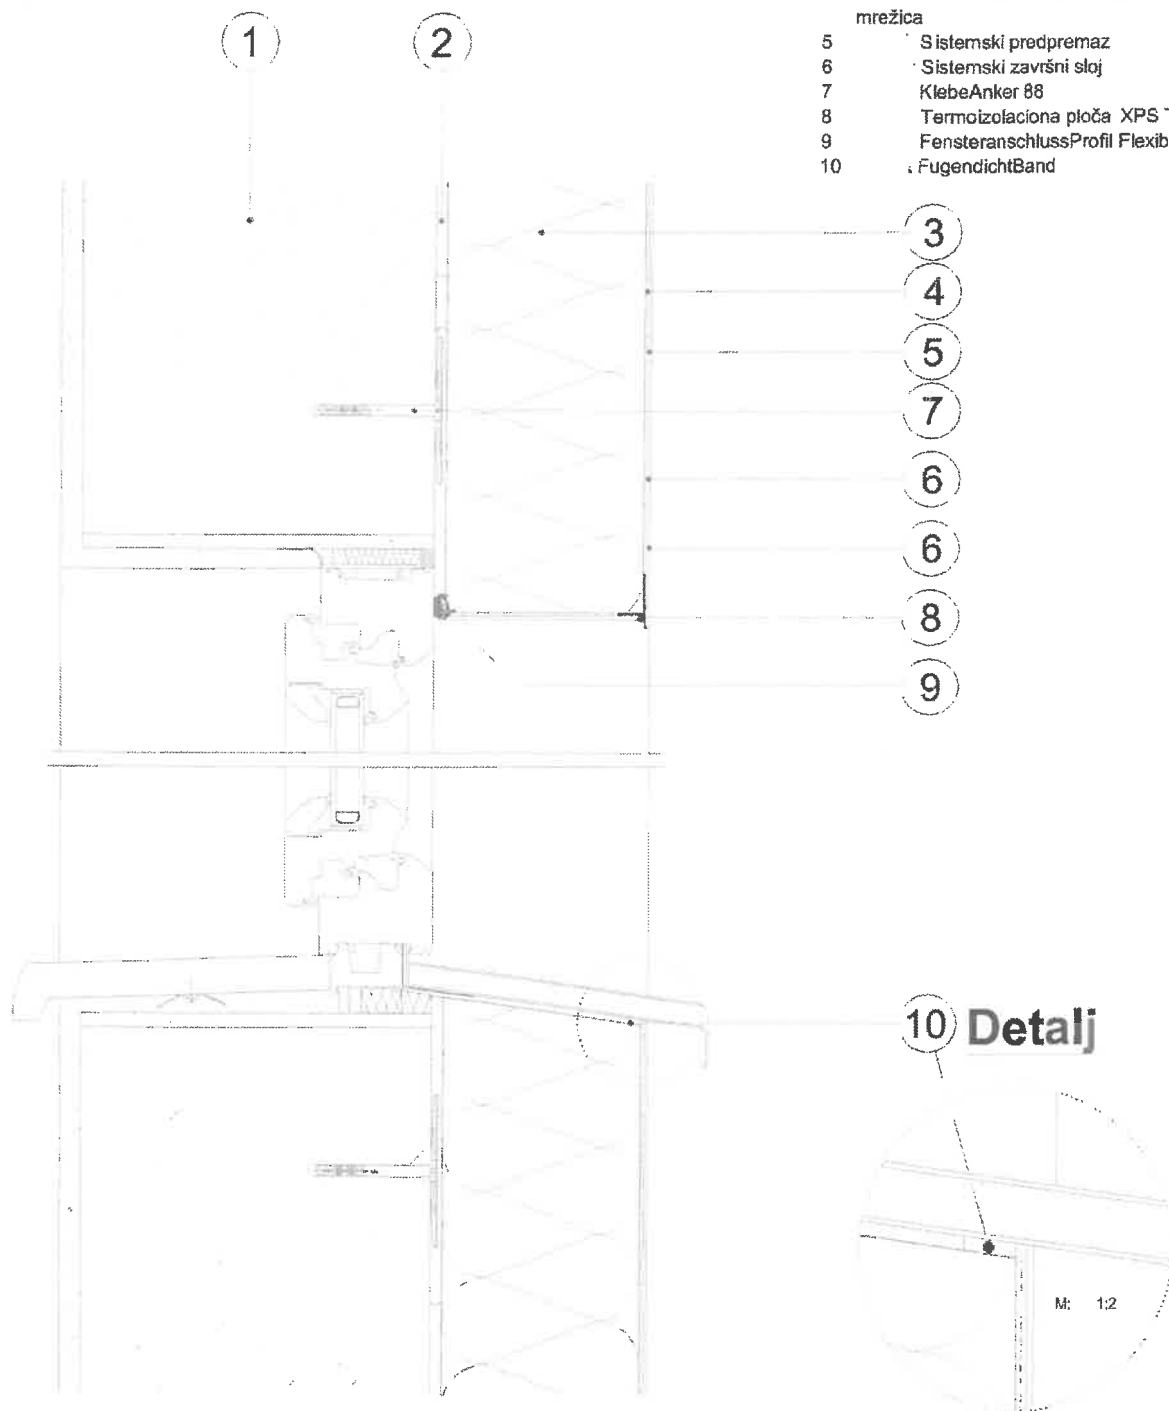 1
2
mrežica
5 Sistemski predpremaz
6 Sistemski završni sloj
7 KlebeAnker 88
8 Termoizolaciona ploča XPS
9 FensteranschlussProfil Flexib
10 FugendichtBand
3
4
5
7
6
6
8
9
10 Detalj
M: 1:2